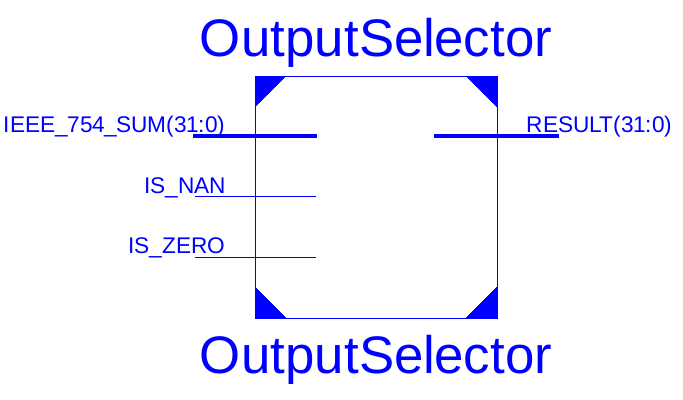 OutputSelector
IEEE_754_SUM(31:0)
RESULT(31:0)
IS_NAN
IS_ZERO
OutputSelector